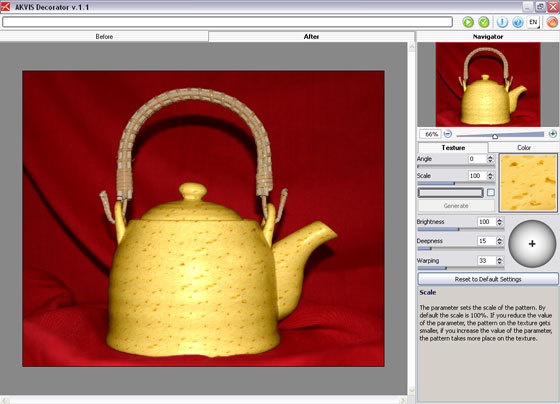 AKVIS Decorator v.1.1
EN
Before
After
Navigator
66%
Texture
Color
Angle 0
Scale 100
Generate
Brightness 100
Deepness 15
Warping 33
Reset to Default Settings
Scale
The parameter sets the scale of the pattern. By
default the scale is 100%. If you reduce the value
of the parameter, the pattern on the texture gets
smaller, if you increase the value of the parameter,
the pattern takes more place on the texture.